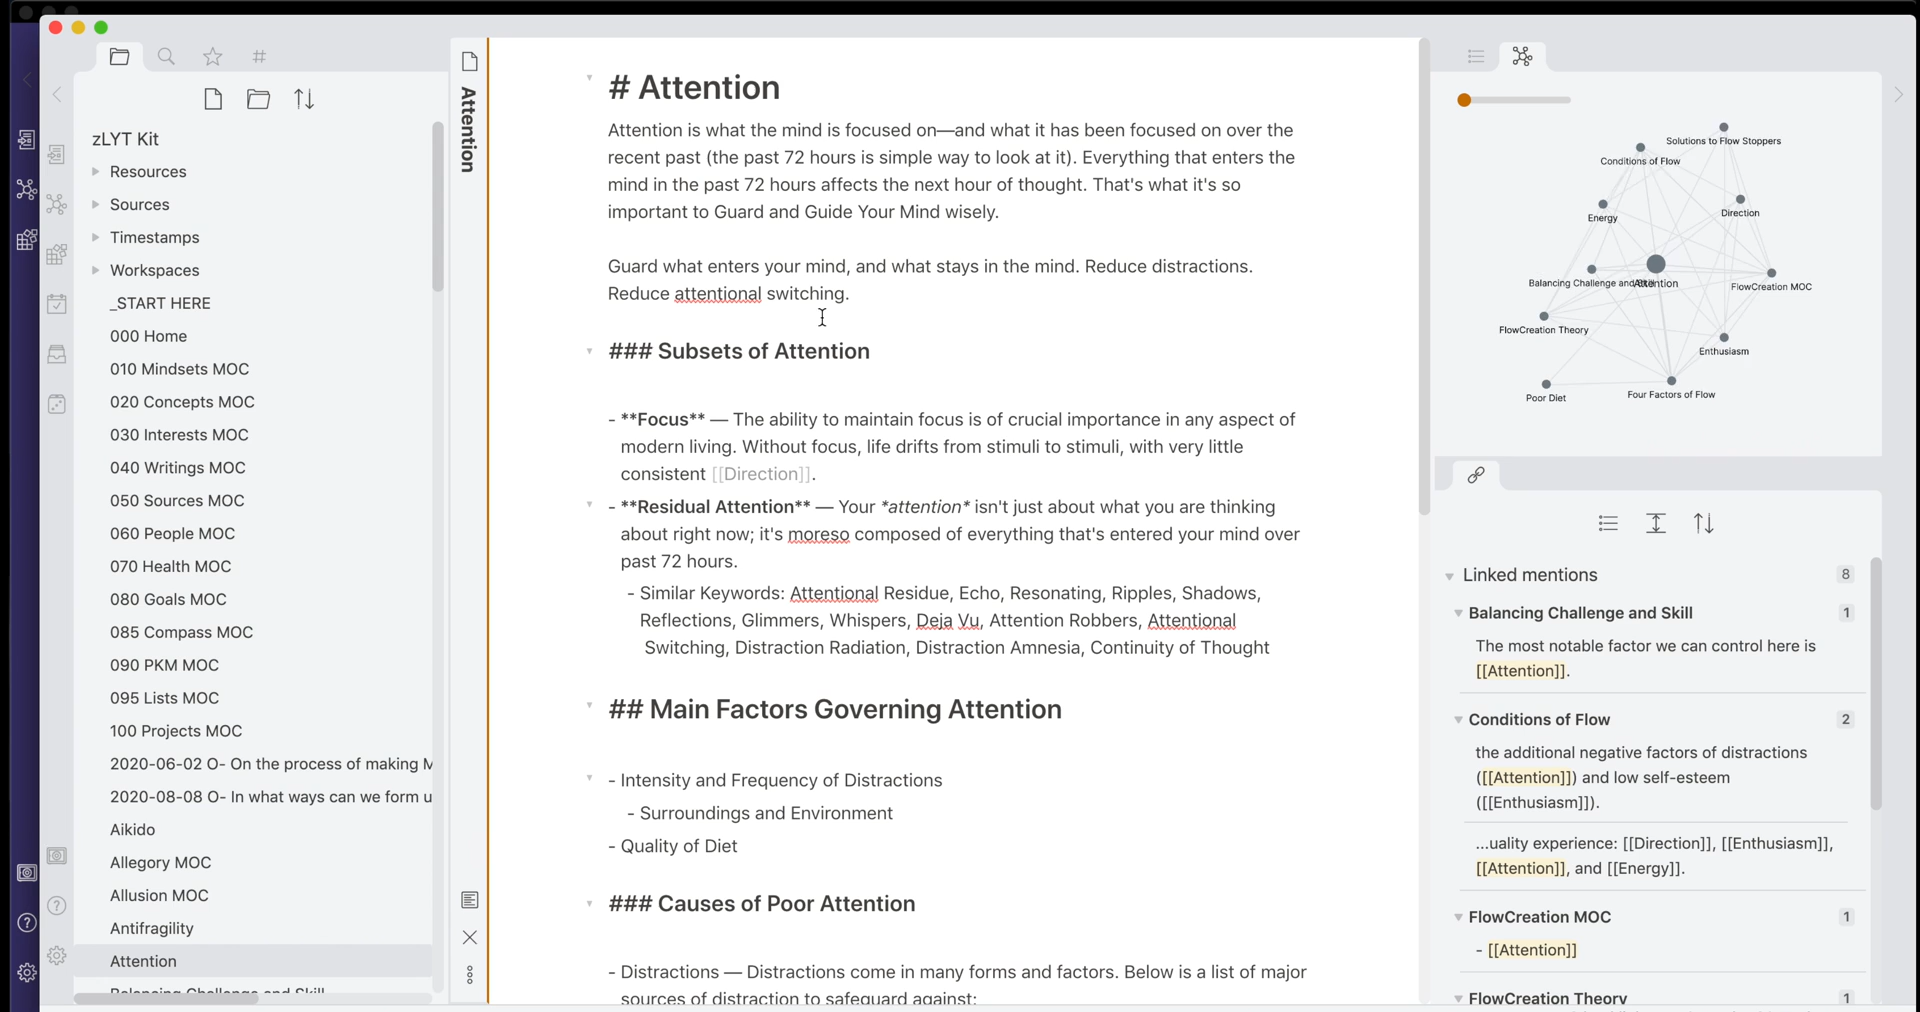 zLYT Kit
Resources
Sources
Timestamps
Workspaces
_START HERE
000 Home
010 Mindsets MOC
020 Concepts MOC
030 Interests MOC
040 Writings MOC
050 Sources MOC
060 People MOC
070 Health MOC
080 Goals MOC
085 Compass MOC
090 PKM MOC
095 Lists MOC
100 Projects MOC
2020-06-02 O- On the process of making M
2020-08-08 O- In what ways can we form u
Aikido
Allegory MOC
Allusion MOC
Antifragility
Attention
Balancing Challenge and Skill
Attention
# Attention
Attention is what the mind is focused on—and what it has been focused on over the
recent past (the past 72 hours is simple way to look at it). Everything that enters the
mind in the past 72 hours affects the next hour of thought. That's what it's so
important to Guard and Guide Your Mind wisely.
Guard what enters your mind, and what stays in the mind. Reduce distractions.
Reduce attentional switching.
### Subsets of Attention
- **Focus** — The ability to maintain focus is of crucial importance in any aspect of
modern living. Without focus, life drifts from stimuli to stimuli, with very little
consistent [[Direction]].
- **Residual Attention** — Your *attention* isn't just about what you are thinking
about right now; it's moreso composed of everything that's entered your mind over
past 72 hours.
- Similar Keywords: Attentional Residue, Echo, Resonating, Ripples, Shadows,
Reflections, Glimmers, Whispers, Deja Vu, Attention Robbers, Attentional
Switching, Distraction Radiation, Distraction Amnesia, Continuity of Thought
## Main Factors Governing Attention
- Intensity and Frequency of Distractions
- Surroundings and Environment
- Quality of Diet
### Causes of Poor Attention
- Distractions — Distractions come in many forms and factors. Below is a list of major
sources of distraction to safeguard against:
Solutions to Flow Stoppers
Conditions of Flow
Energy
Direction
Balancing Challenge and Skill
Attention
FlowCreation MOC
FlowCreation Theory
Enthusiasm
Poor Diet
Four Factors of Flow
Linked mentions 8
Balancing Challenge and Skill 1
The most notable factor we can control here is
[[Attention]].
Conditions of Flow 2
the additional negative factors of distractions
([[Attention]]) and low self-esteem
([[Enthusiasm]]).
...uality experience: [[Direction]], [[Enthusiasm]],
[[Attention]], and [[Energy]].
FlowCreation MOC 1
- [[Attention]]
FlowCreation Theory 1